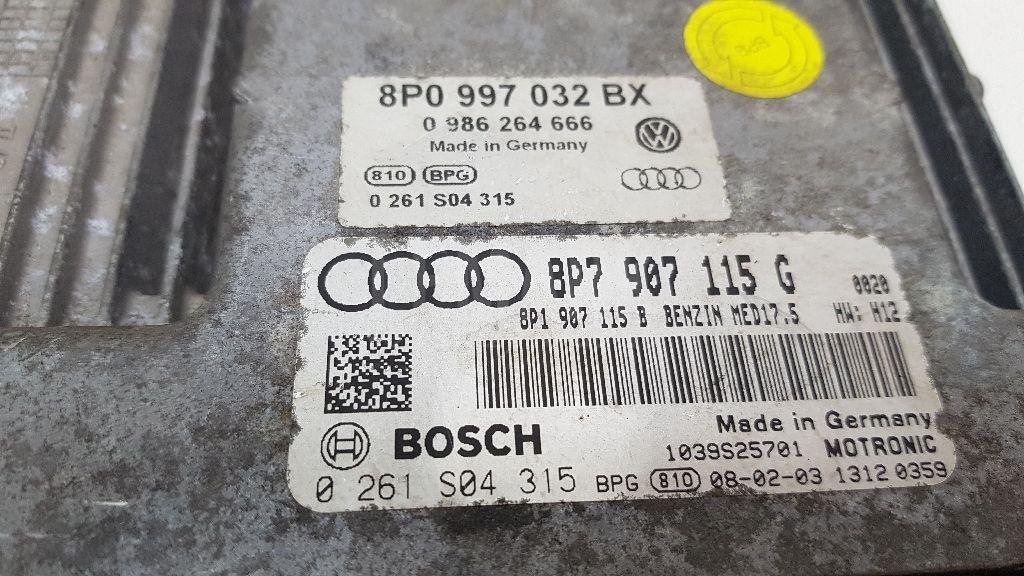 8P0 997 032 BX
0 986 264 666
Made in Germany
810 BPG
0 261 S04 315
8P7 907 115 G 0020
8P1 907 115 B BENZIN MED17.5 HW: H12
BOSCH
Made in Germany
1039S25701 MOTRONIC
0 261 S04 315 BPG 810 08-02-03 1312 0359